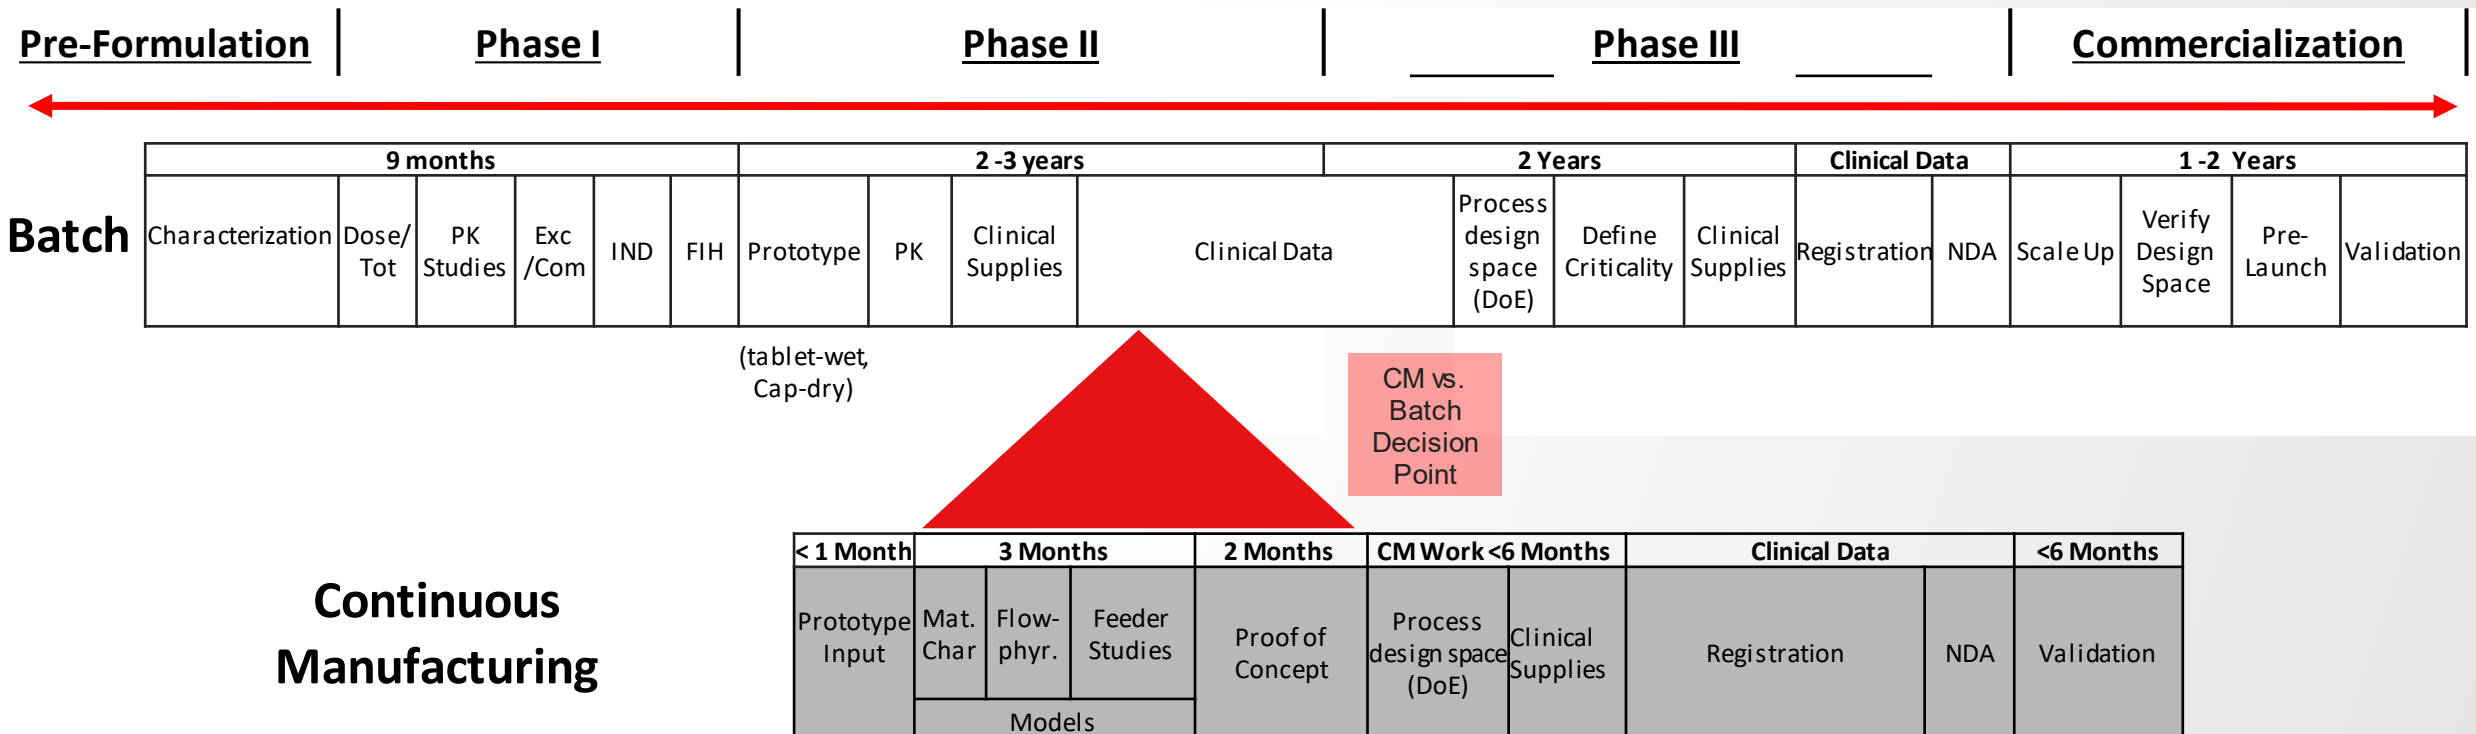 Pre-Formulation
Phase I
Phase II
Phase III
Commercialization
9 months
2 -3 years
2 Years
Clinical Data
1 -2 Years
Batch
Characterization
Dose/
Tot
PK
Studies
Exc
/Com
IND
FIH
Prototype
PK
Clinical
Supplies
Clinical Data
Process
design
space
(DoE)
Define
Criticality
Clinical
Supplies
Registration
NDA
Scale Up
Verify
Design
Space
Pre-
Launch
Validation
(tablet-wet,
Cap-dry)
CM vs.
Batch
Decision
Point
Continuous
Manufacturing
< 1 Month
3 Months
2 Months
CM Work <6 Months
Clinical Data
<6 Months
Prototype
Input
Mat.
Char
Flow-
phyr.
Feeder
Studies
Models
Proof of
Concept
Process
design space
(DoE)
Clinical
Supplies
Registration
NDA
Validation